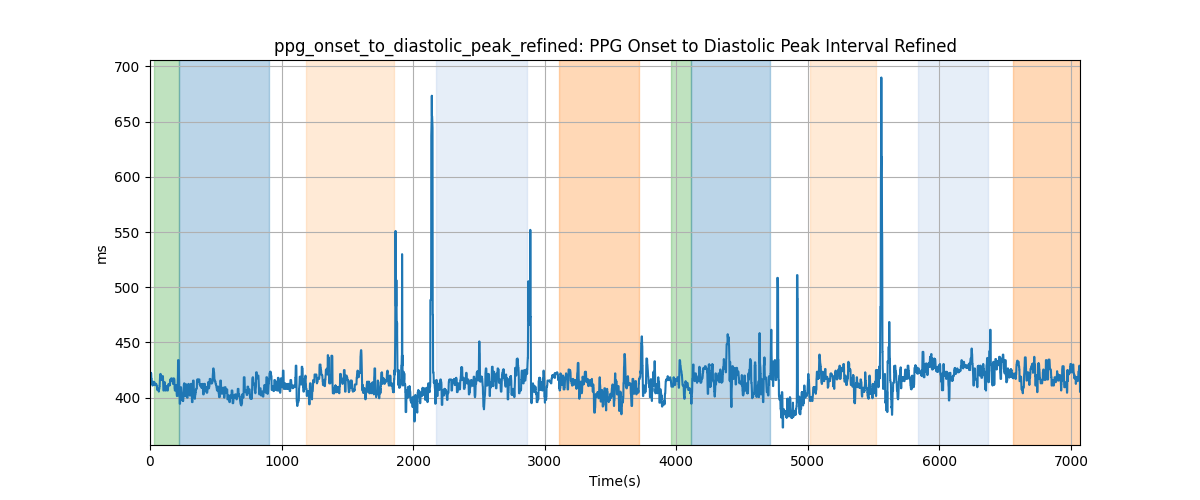 ppg_onset_to_diastolic_peak_refined: PPG Onset to Diastolic Peak Interval Refined
700
650
600
550
500
450
400
ms
0 1000 2000 3000 4000 5000 6000 7000
Time(s)